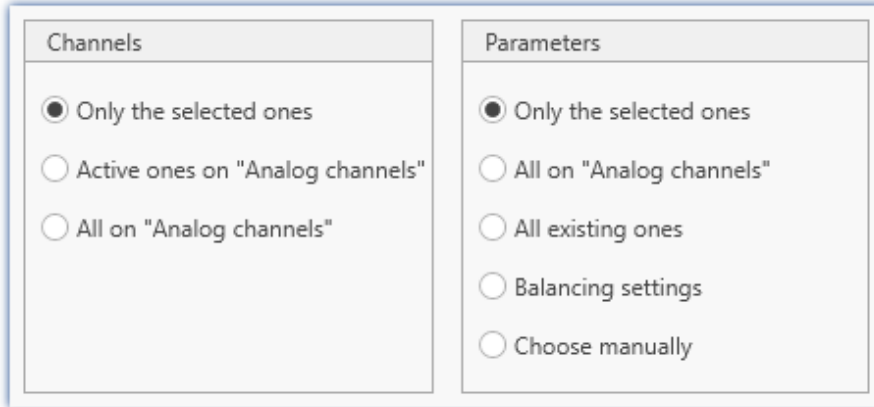 Channels
Only the selected ones
Active ones on "Analog channels"
All on "Analog channels"
Parameters
Only the selected ones
All on "Analog channels"
All existing ones
Balancing settings
Choose manually